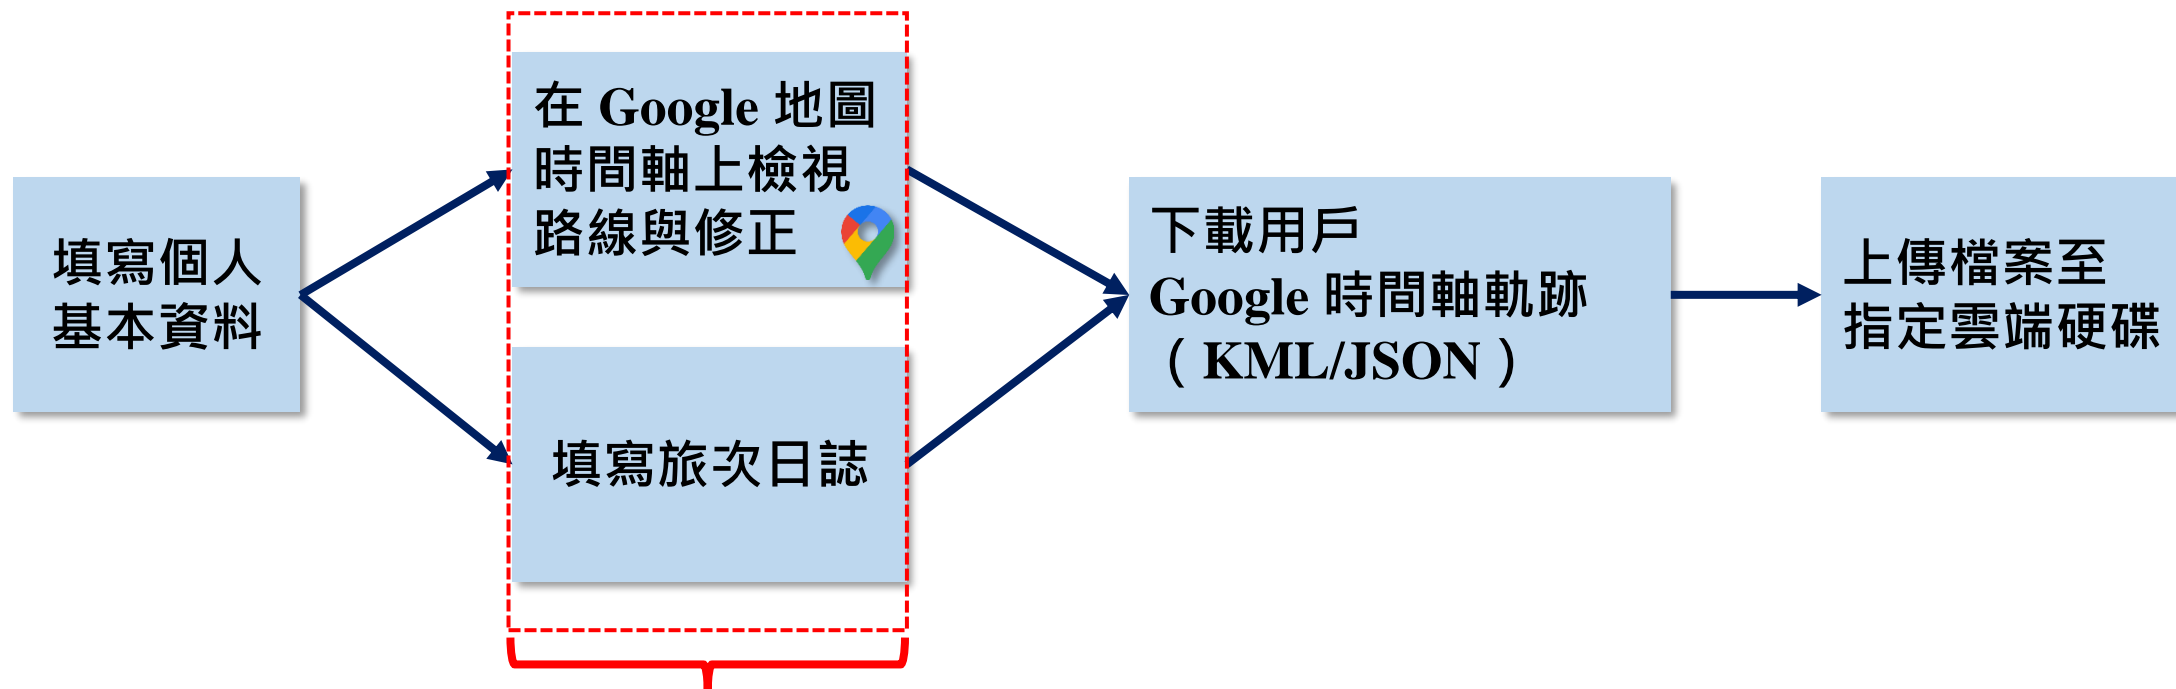 填寫個人
基本資料
在 Google 地圖
時間軸上檢視
路線與修正
填寫旅次日誌
下載用戶
Google 時間軸軌跡
（KML/JSON）
上傳檔案至
指定雲端硬碟